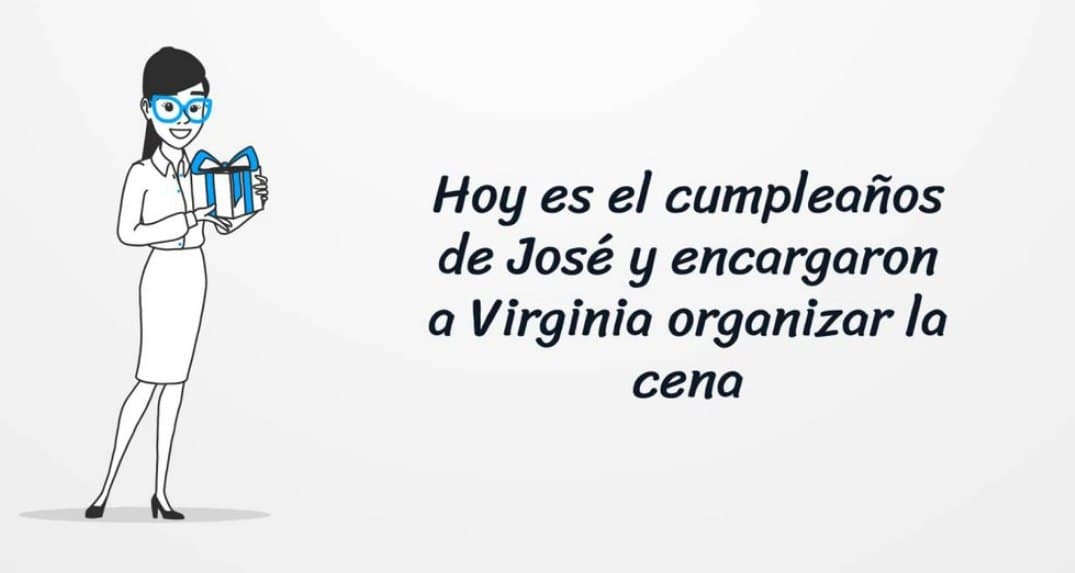 Hoy es el cumpleaños
de José y encargaron
a Virginia organizar la
cena